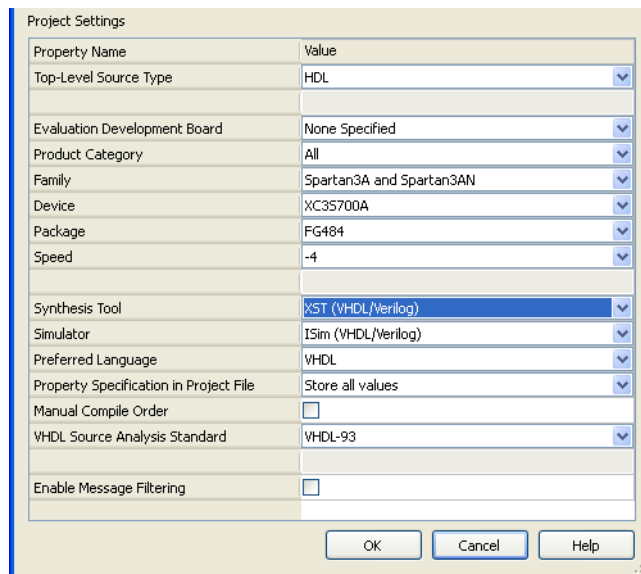 Project Settings
Property Name Value
Top-Level Source Type HDL
Evaluation Development Board None Specified
Product Category All
Family Spartan3A and Spartan3AN
Device XC3S700A
Package FG484
Speed -4
Synthesis Tool XST (VHDL/Verilog)
Simulator ISim (VHDL/Verilog)
Preferred Language VHDL
Property Specification in Project File Store all values
Manual Compile Order
VHDL Source Analysis Standard VHDL-93
Enable Message Filtering
OK Cancel Help